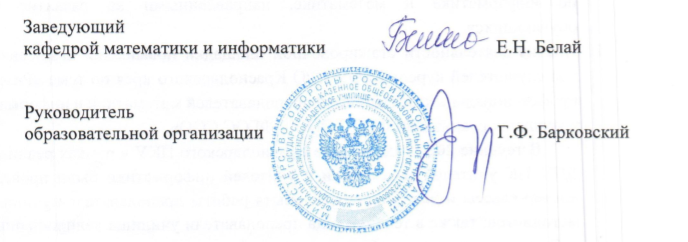 Заведующий
кафедрой математики и информатики Е.Н. Белай
Руководитель
образовательной организации Г.Ф. Барковский